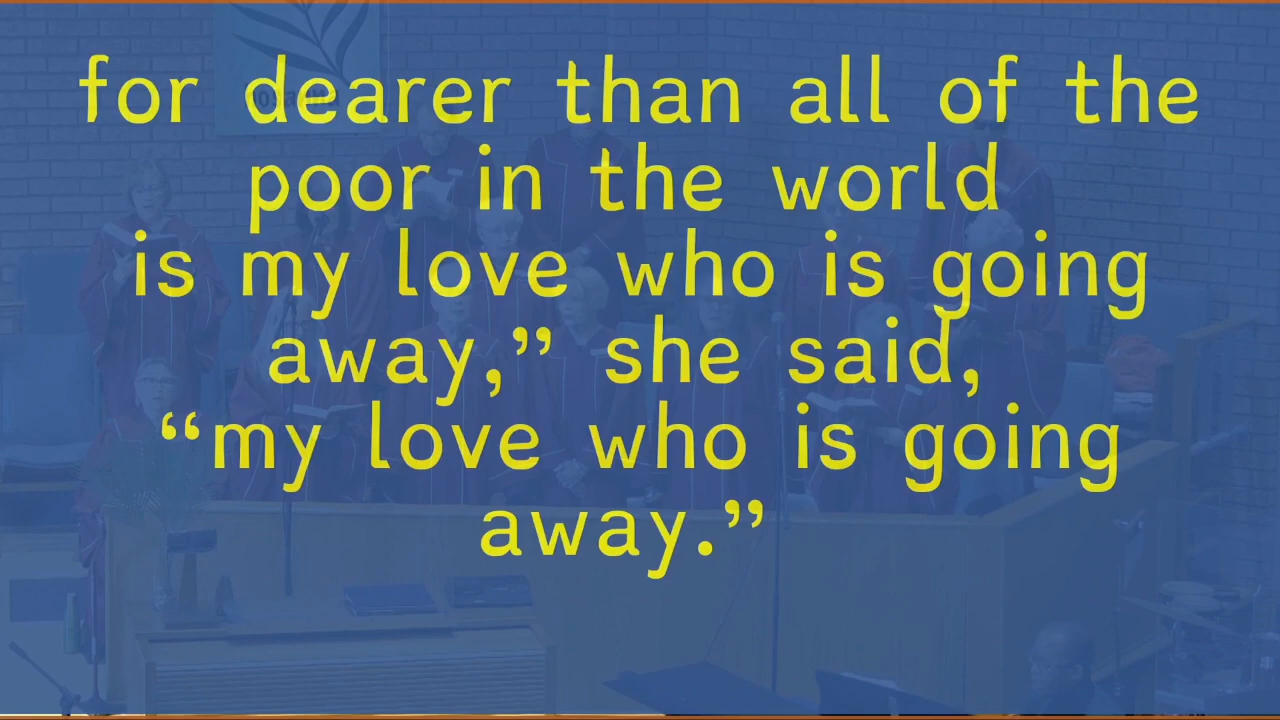 for dearer than all of the
poor in the world
is my love who is going
away,” she said,
“my love who is going
away.”